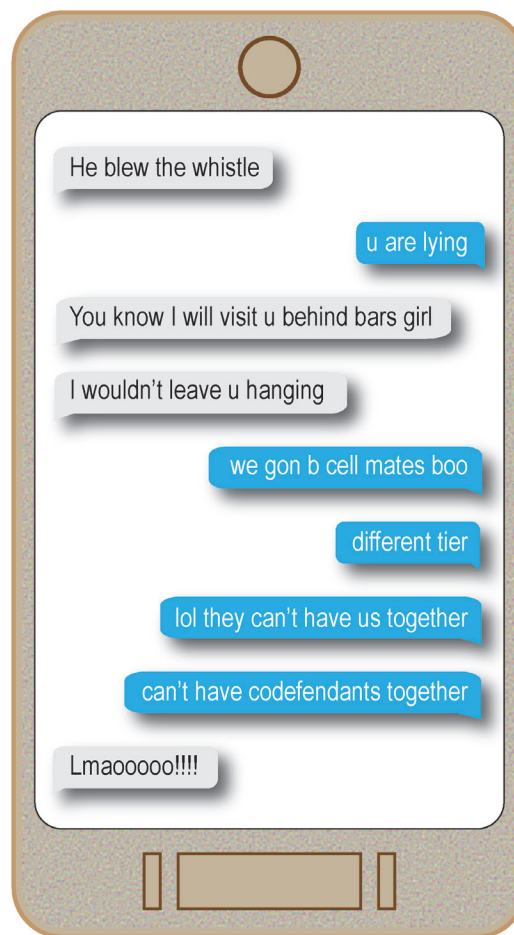 He blew the whistle
u are lying
You know I will visit u behind bars girl
I wouldn’t leave u hanging
we gon b cell mates boo
different tier
lol they can’t have us together
can’t have codefendants together
Lmaooooo!!!!